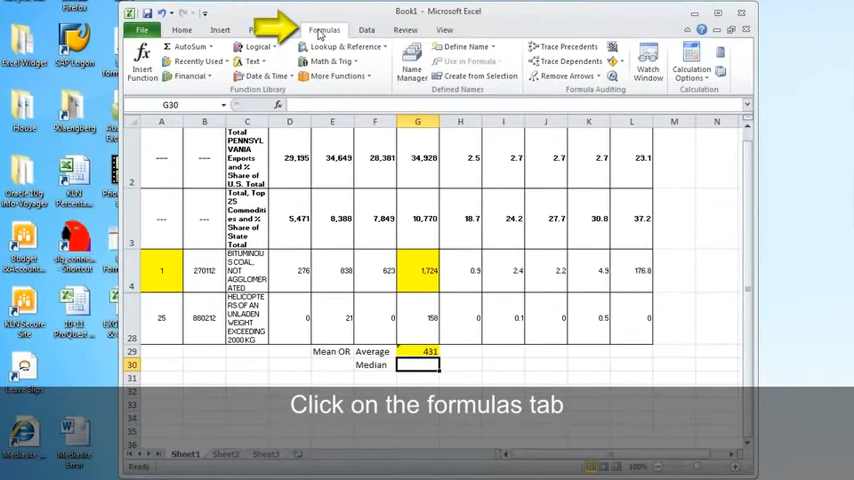 Book1 - Microsoft Excel
File Home Insert Formulas Data Review View
Insert Function
AutoSum
Recently Used
Financial
Logical
Text
Date & Time
Lookup & Reference
Math & Trig
More Functions
Function Library
Name Manager
Define Name
Use in Formula
Create from Selection
Defined Names
Trace Precedents
Trace Dependents
Remove Arrows
Formula Auditing
Watch Window
Calculation Options
Calculation
G30 fx
A B C D E F G H I J K L M N
2 --- --- Total PENNSYLVANIA Exports and % Share of U.S. Total 29,195 34,649 28,381 34,928 2.5 2.7 2.7 2.7 23.1
3 --- --- Total, Top 25 Commodities and % Share of State Total 5,471 8,388 7,849 10,770 18.7 24.2 27.7 30.8 37.2
4 1 270112 BITUMINOUS COAL, NOT AGGLOMERATED 276 838 623 1,724 0.9 2.4 2.2 4.9 176.8
28 25 880212 HELICOPTERS OF AN UNLADEN WEIGHT EXCEEDING 2000 KG 0 21 0 158 0 0.1 0 0.5 0
29 Mean OR Average 431
30 Median
31
32
33
34
35
36
Click on the formulas tab
Sheet1 Sheet2 Sheet3
Ready 100%
Firefox
Excel Widget
SAP Logon
House
90sengberg
Oracle 10g info-Voyager
KLN Percenta...
Budget &Account...
Shortcut
KLN Secure Site
10-11 ProQuest
Leave Slips
Mediasite
Mediasite Error